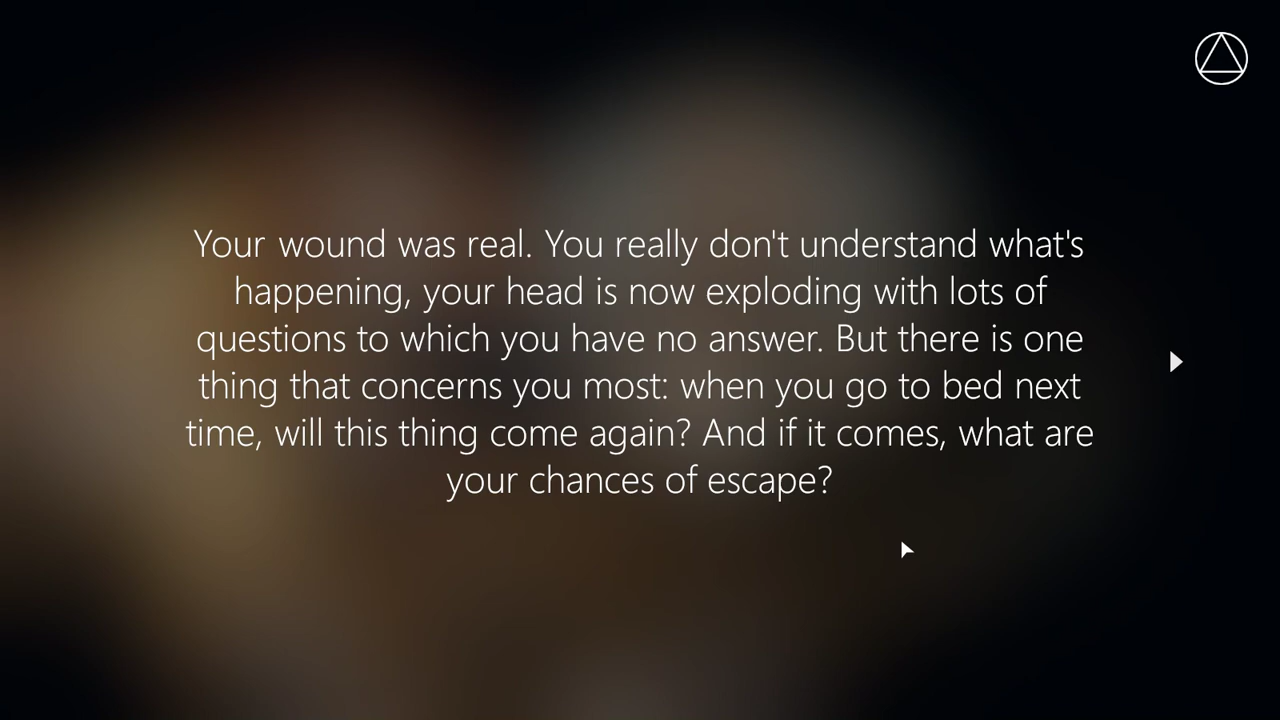 Your wound was real. You really don't understand what's
happening, your head is now exploding with lots of
questions to which you have no answer. But there is one
thing that concerns you most: when you go to bed next
time, will this thing come again? And if it comes, what are
your chances of escape?